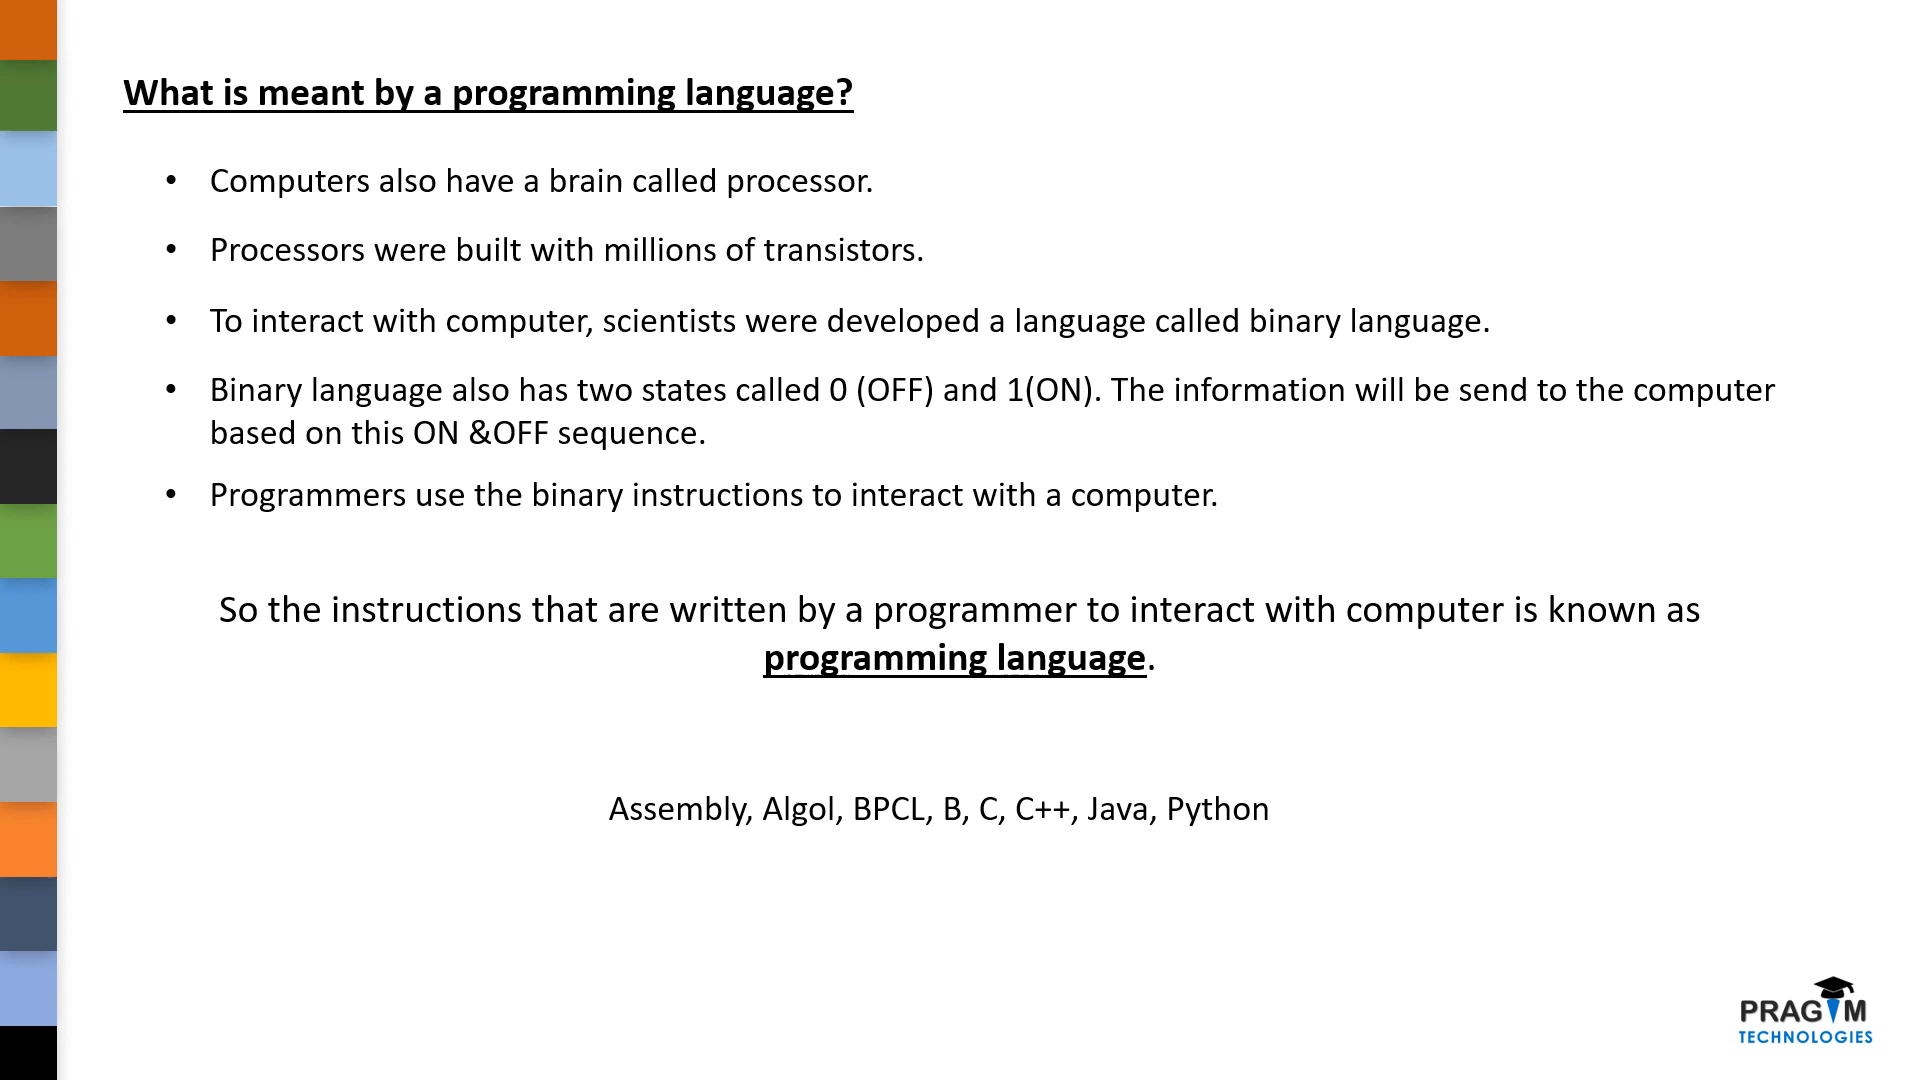 What is meant by a programming language?
• Computers also have a brain called processor.
• Processors were built with millions of transistors.
• To interact with computer, scientists were developed a language called binary language.
• Binary language also has two states called 0 (OFF) and 1(ON). The information will be send to the computer
based on this ON &OFF sequence.
• Programmers use the binary instructions to interact with a computer.
So the instructions that are written by a programmer to interact with computer is known as
programming language.
Assembly, Algol, BPCL, B, C, C++, Java, Python
PRAGIM
TECHNOLOGIES